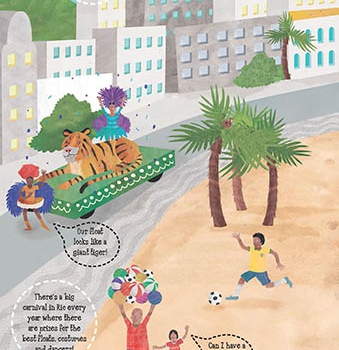 Our float
looks like a
giant tiger!
There's a big
carnival in Rio every
year where there
are prizes for the
best floats, costumes
and dancers!
Can I have a